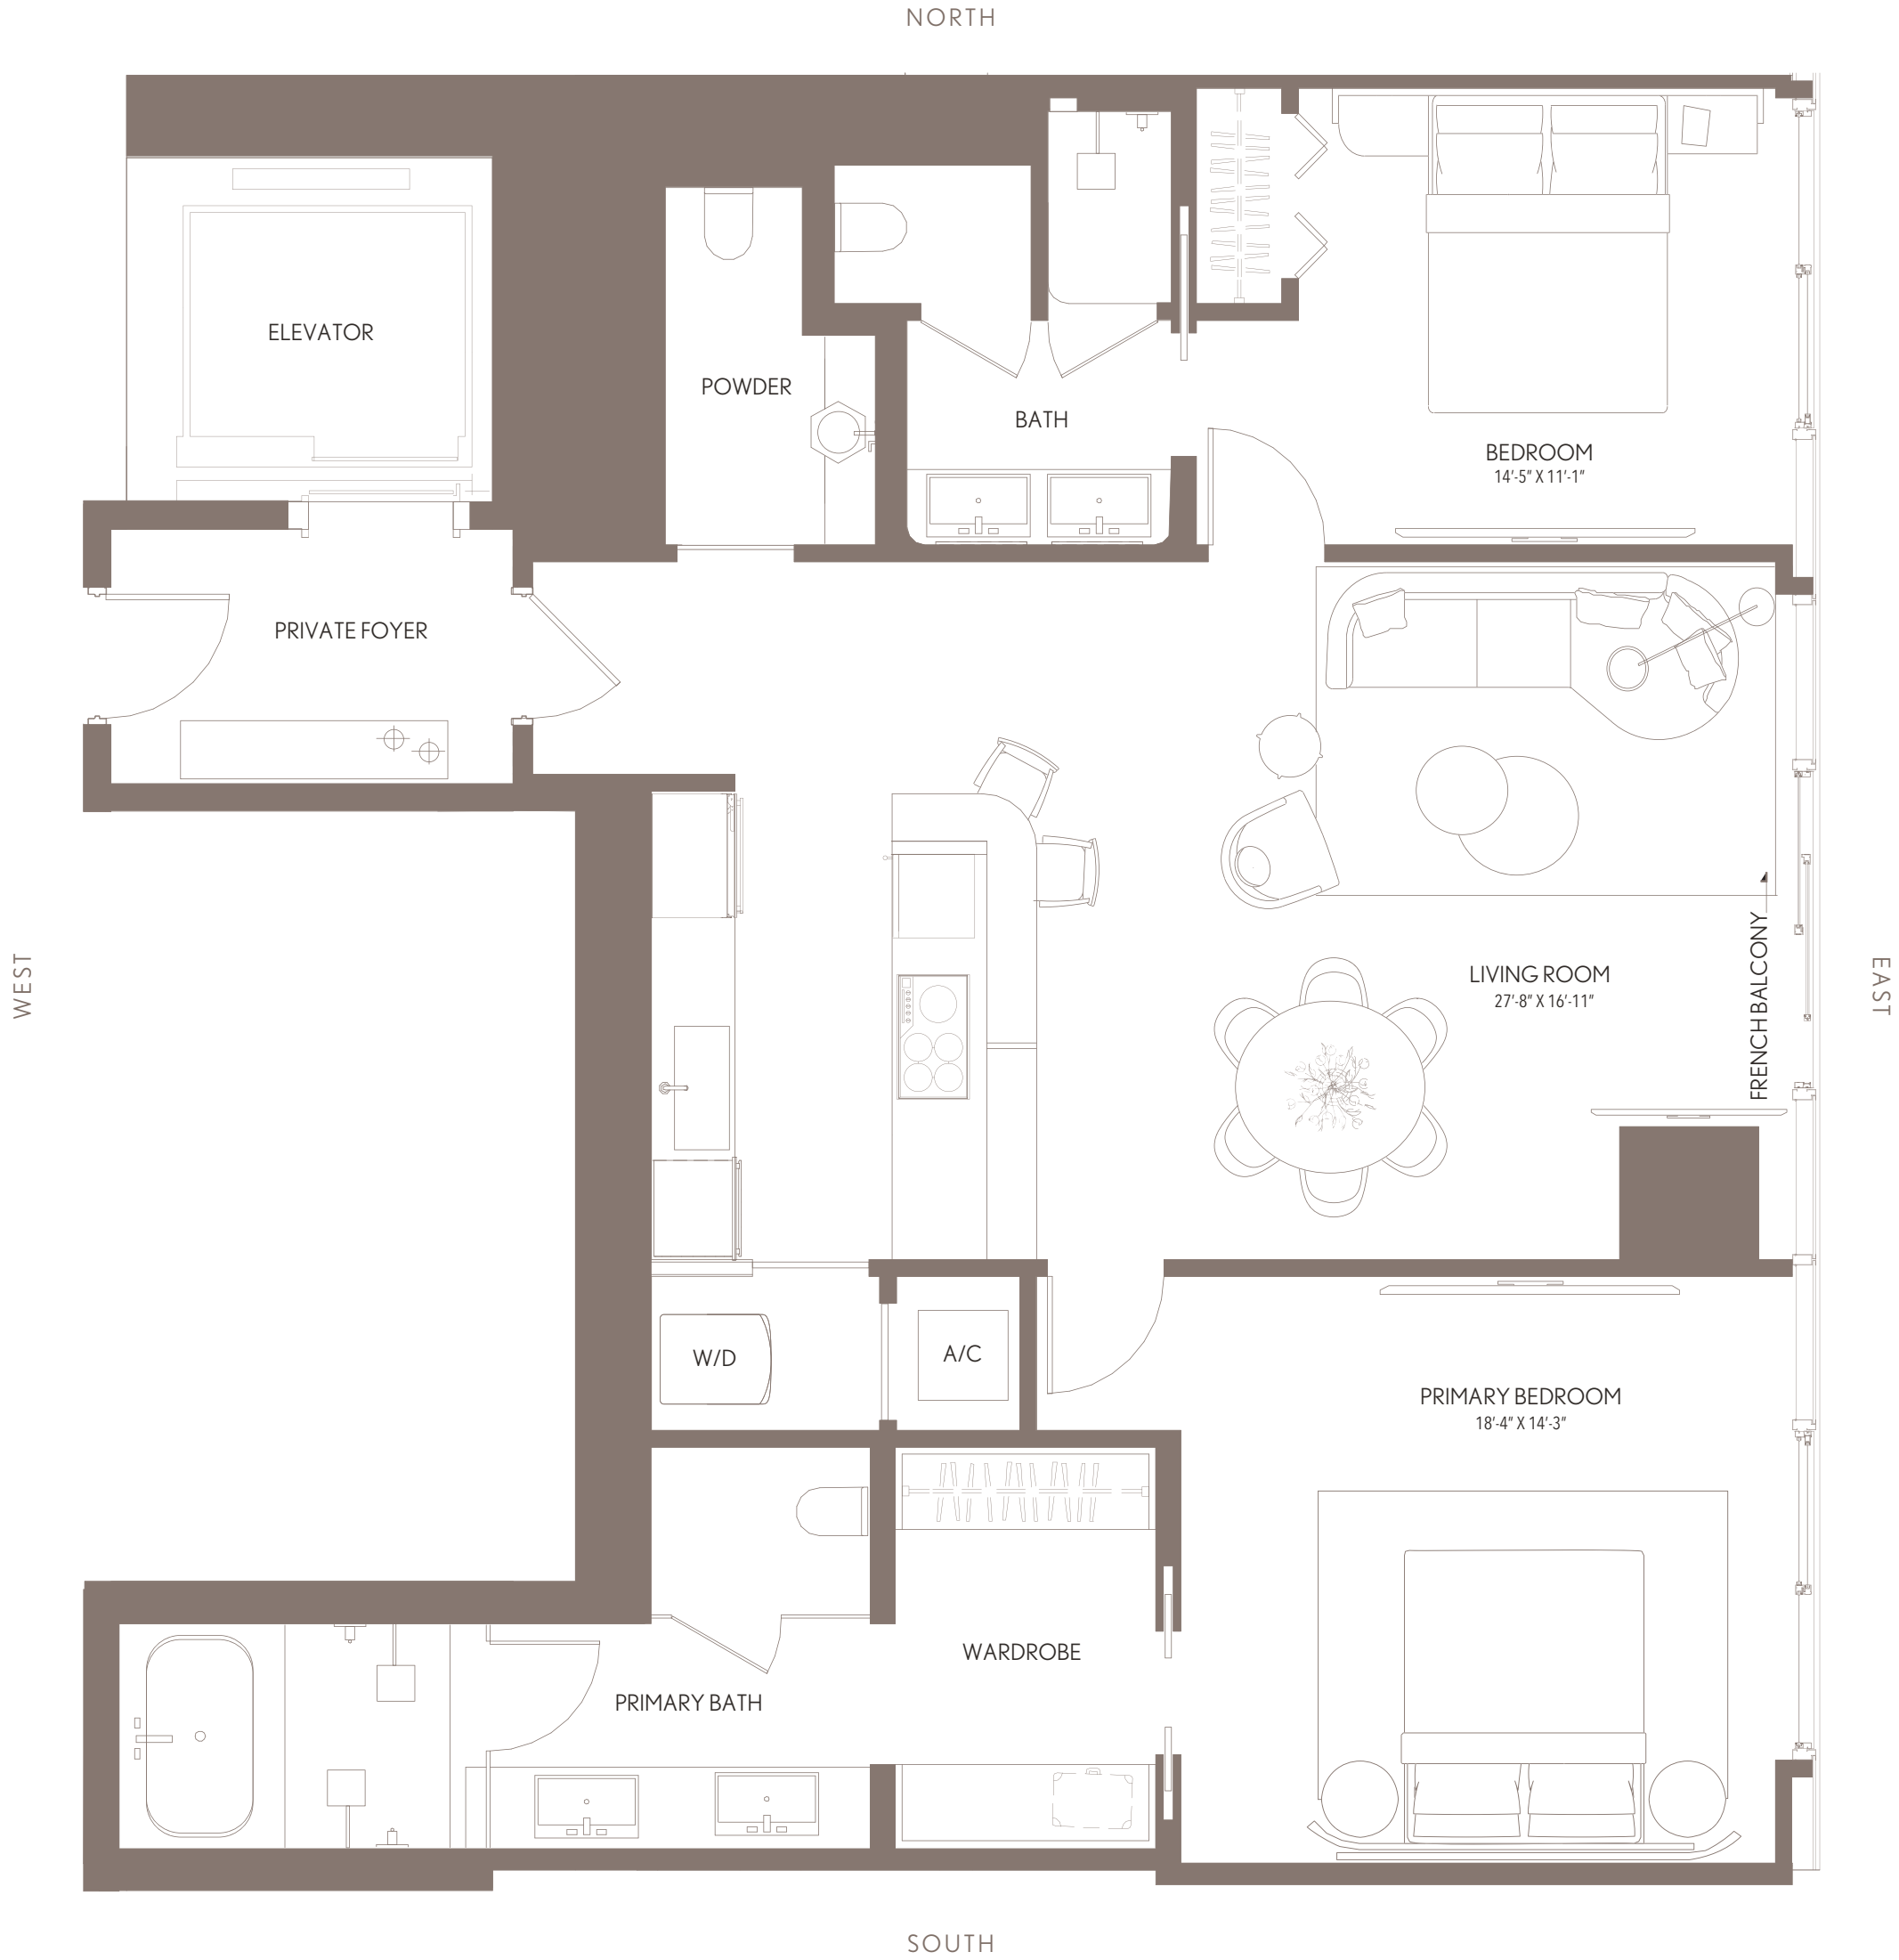 NORTH
ELEVATOR
POWDER
BATH
BEDROOM
14'-5" X 11'-1"
PRIVATE FOYER
WEST
FRENCH BALCONY
EAST
LIVING ROOM
27'-8" X 16'-11"
W/D
A/C
PRIMARY BEDROOM
18'-4" X 14'-3"
WARDROBE
PRIMARY BATH
SOUTH